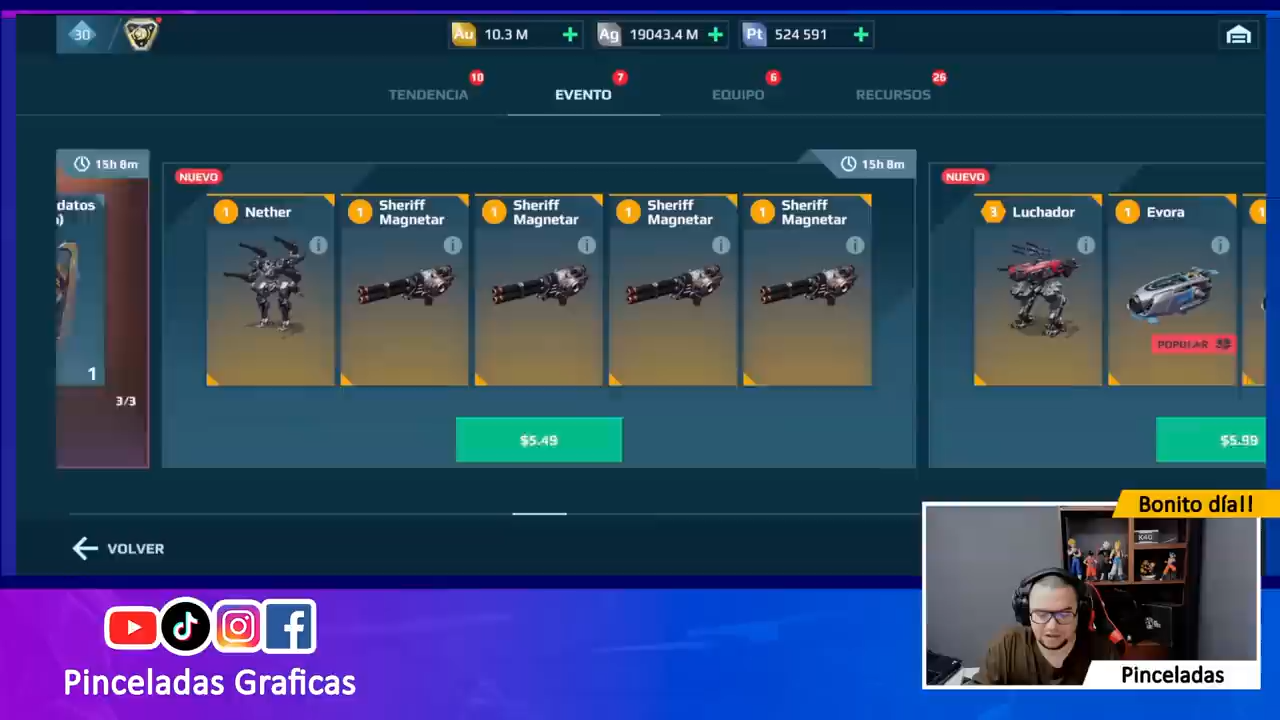 30
Au 10.3 M
Ag 19043.4 M
Pt 524 591
TENDENCIA 10
EVENTO 7
EQUIPO 6
RECURSOS 26
15h 8m
datos
1
3/3
NUEVO
15h 8m
1 Nether
1 Sheriff
Magnetar
1 Sheriff
Magnetar
1 Sheriff
Magnetar
1 Sheriff
Magnetar
$5.49
NUEVO
3 Luchador
1 Evora
POPULAR
1
$5.99
VOLVER
Bonito día!!
K4G
Pinceladas
Pinceladas Graficas